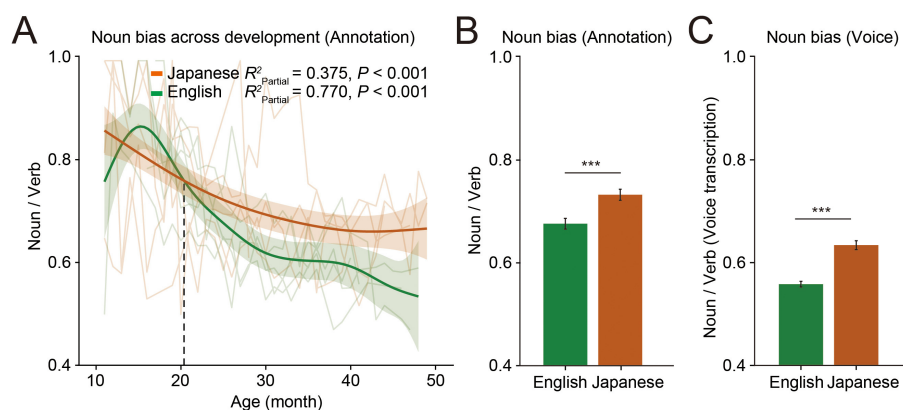 A
Noun bias across development (Annotation)
Japanese R²Partial = 0.375, P < 0.001
English R²Partial = 0.770, P < 0.001
Noun / Verb
1.0
0.8
0.6
0.4
10 20 30 40 50
Age (month)
B
Noun bias (Annotation)
Noun / Verb
1.0
0.8
0.6
0.4
***
English Japanese
C
Noun bias (Voice)
Noun / Verb (Voice transcription)
1.0
0.8
0.6
0.4
***
English Japanese